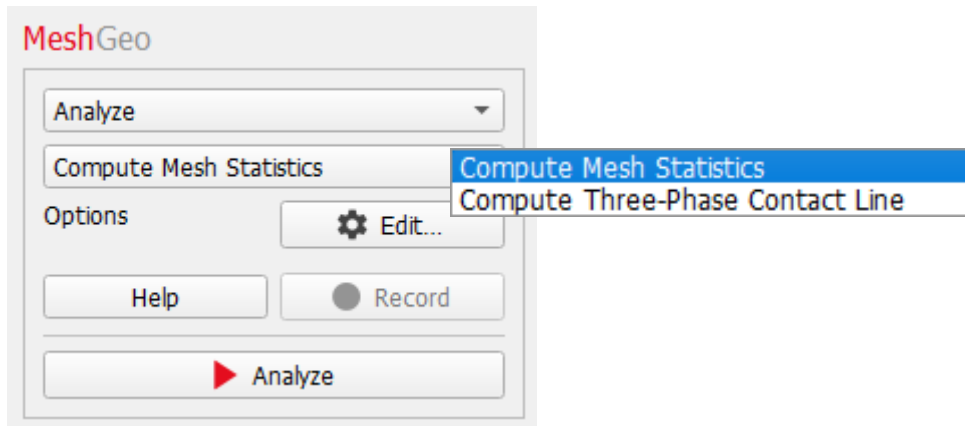 MeshGeo
Analyze
Compute Mesh Statistics
Compute Mesh Statistics
Compute Three-Phase Contact Line
Options
Edit...
Help
Record
Analyze